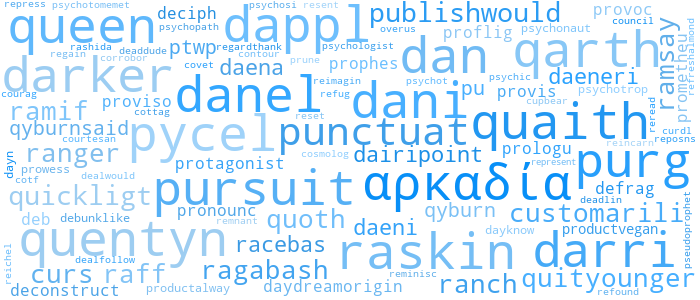 repress psychotomemet psychosi resent deciph publishwould provoc council
queen dappl psychopath overus proflig psychonaut ramsay
rashida deaddude regardthank psychologist dan qarth
regain contour ptwp prophes
corrobor daena
darker covet prune psychic daeneri prometheu
danel dani pu provis psychotrop
courag proviso reimagin psychot cupbear
ramif cottag refug quaith reread
qyburnsaid pycel reset punctuat prologu curdl
courtesan reincarn reposns
ranger protagonist cosmolog dairipoint represent purg
dayn prowess dealwould defrag
cotf pursuit αρκαδία deadlin
quickligt pronounc qyburn customarili
deb debunklike remnant quoth daeni dayknow productvegan
quentyn racebas raskin darri
dealfollow pseudoprophet
reichel curs raff ragabash reminisc ranch quityounger
deconstruct productalway daydreamorigin refound